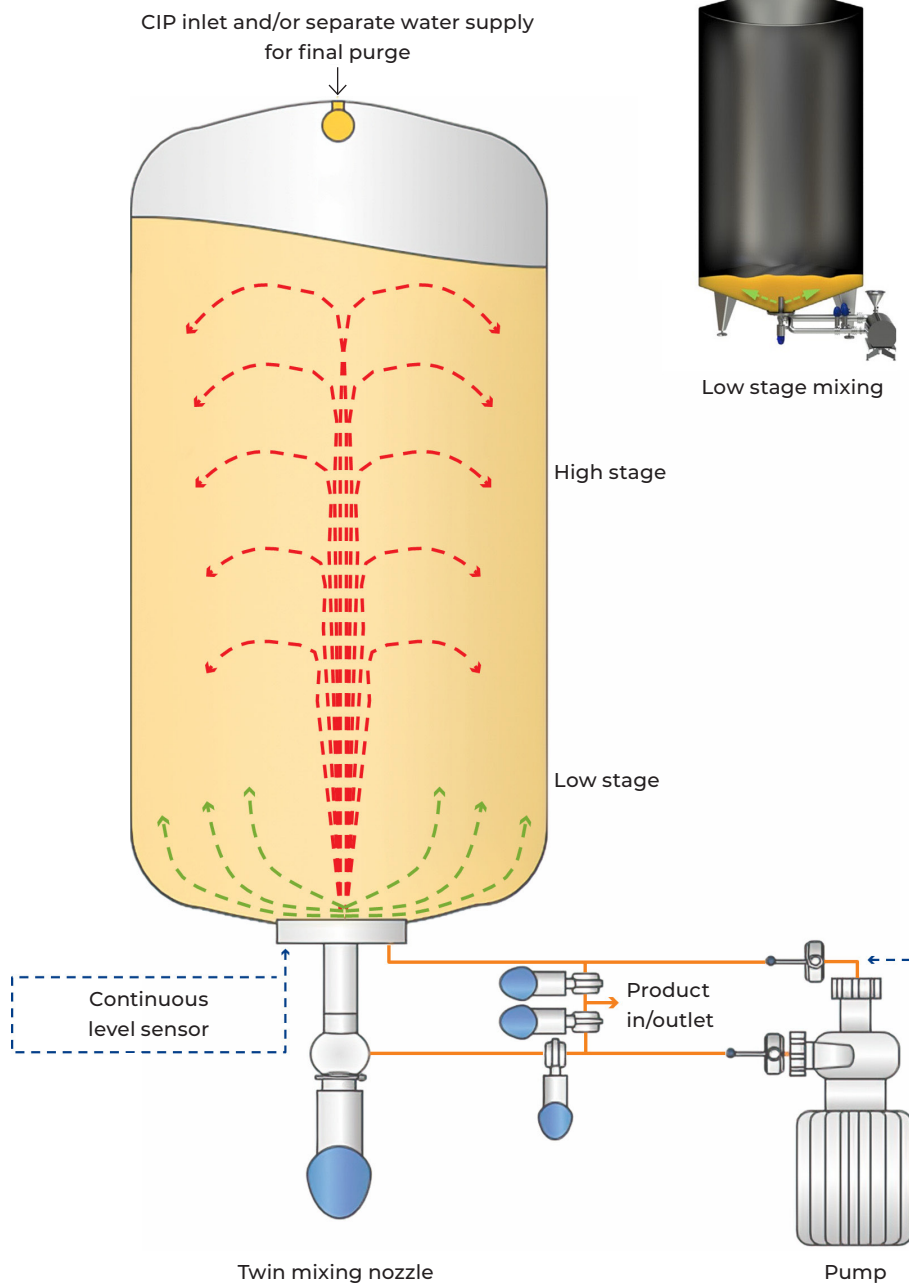 CIP inlet and/or separate water supply
for final purge
Low stage mixing
High stage
Low stage
Continuous
level sensor
Product
in/outlet
Twin mixing nozzle
Pump